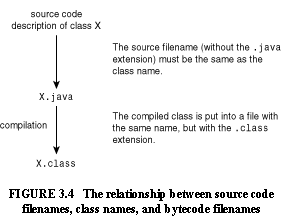 source code
description of class X
The source filename (without the .java
extension) must be the same as the
class name.
X.java
compilation
The compiled class is put into a file with
the same name, but with the .class
extension.
X.class
FIGURE 3.4 The relationship between source code
filenames, class names, and bytecode filenames